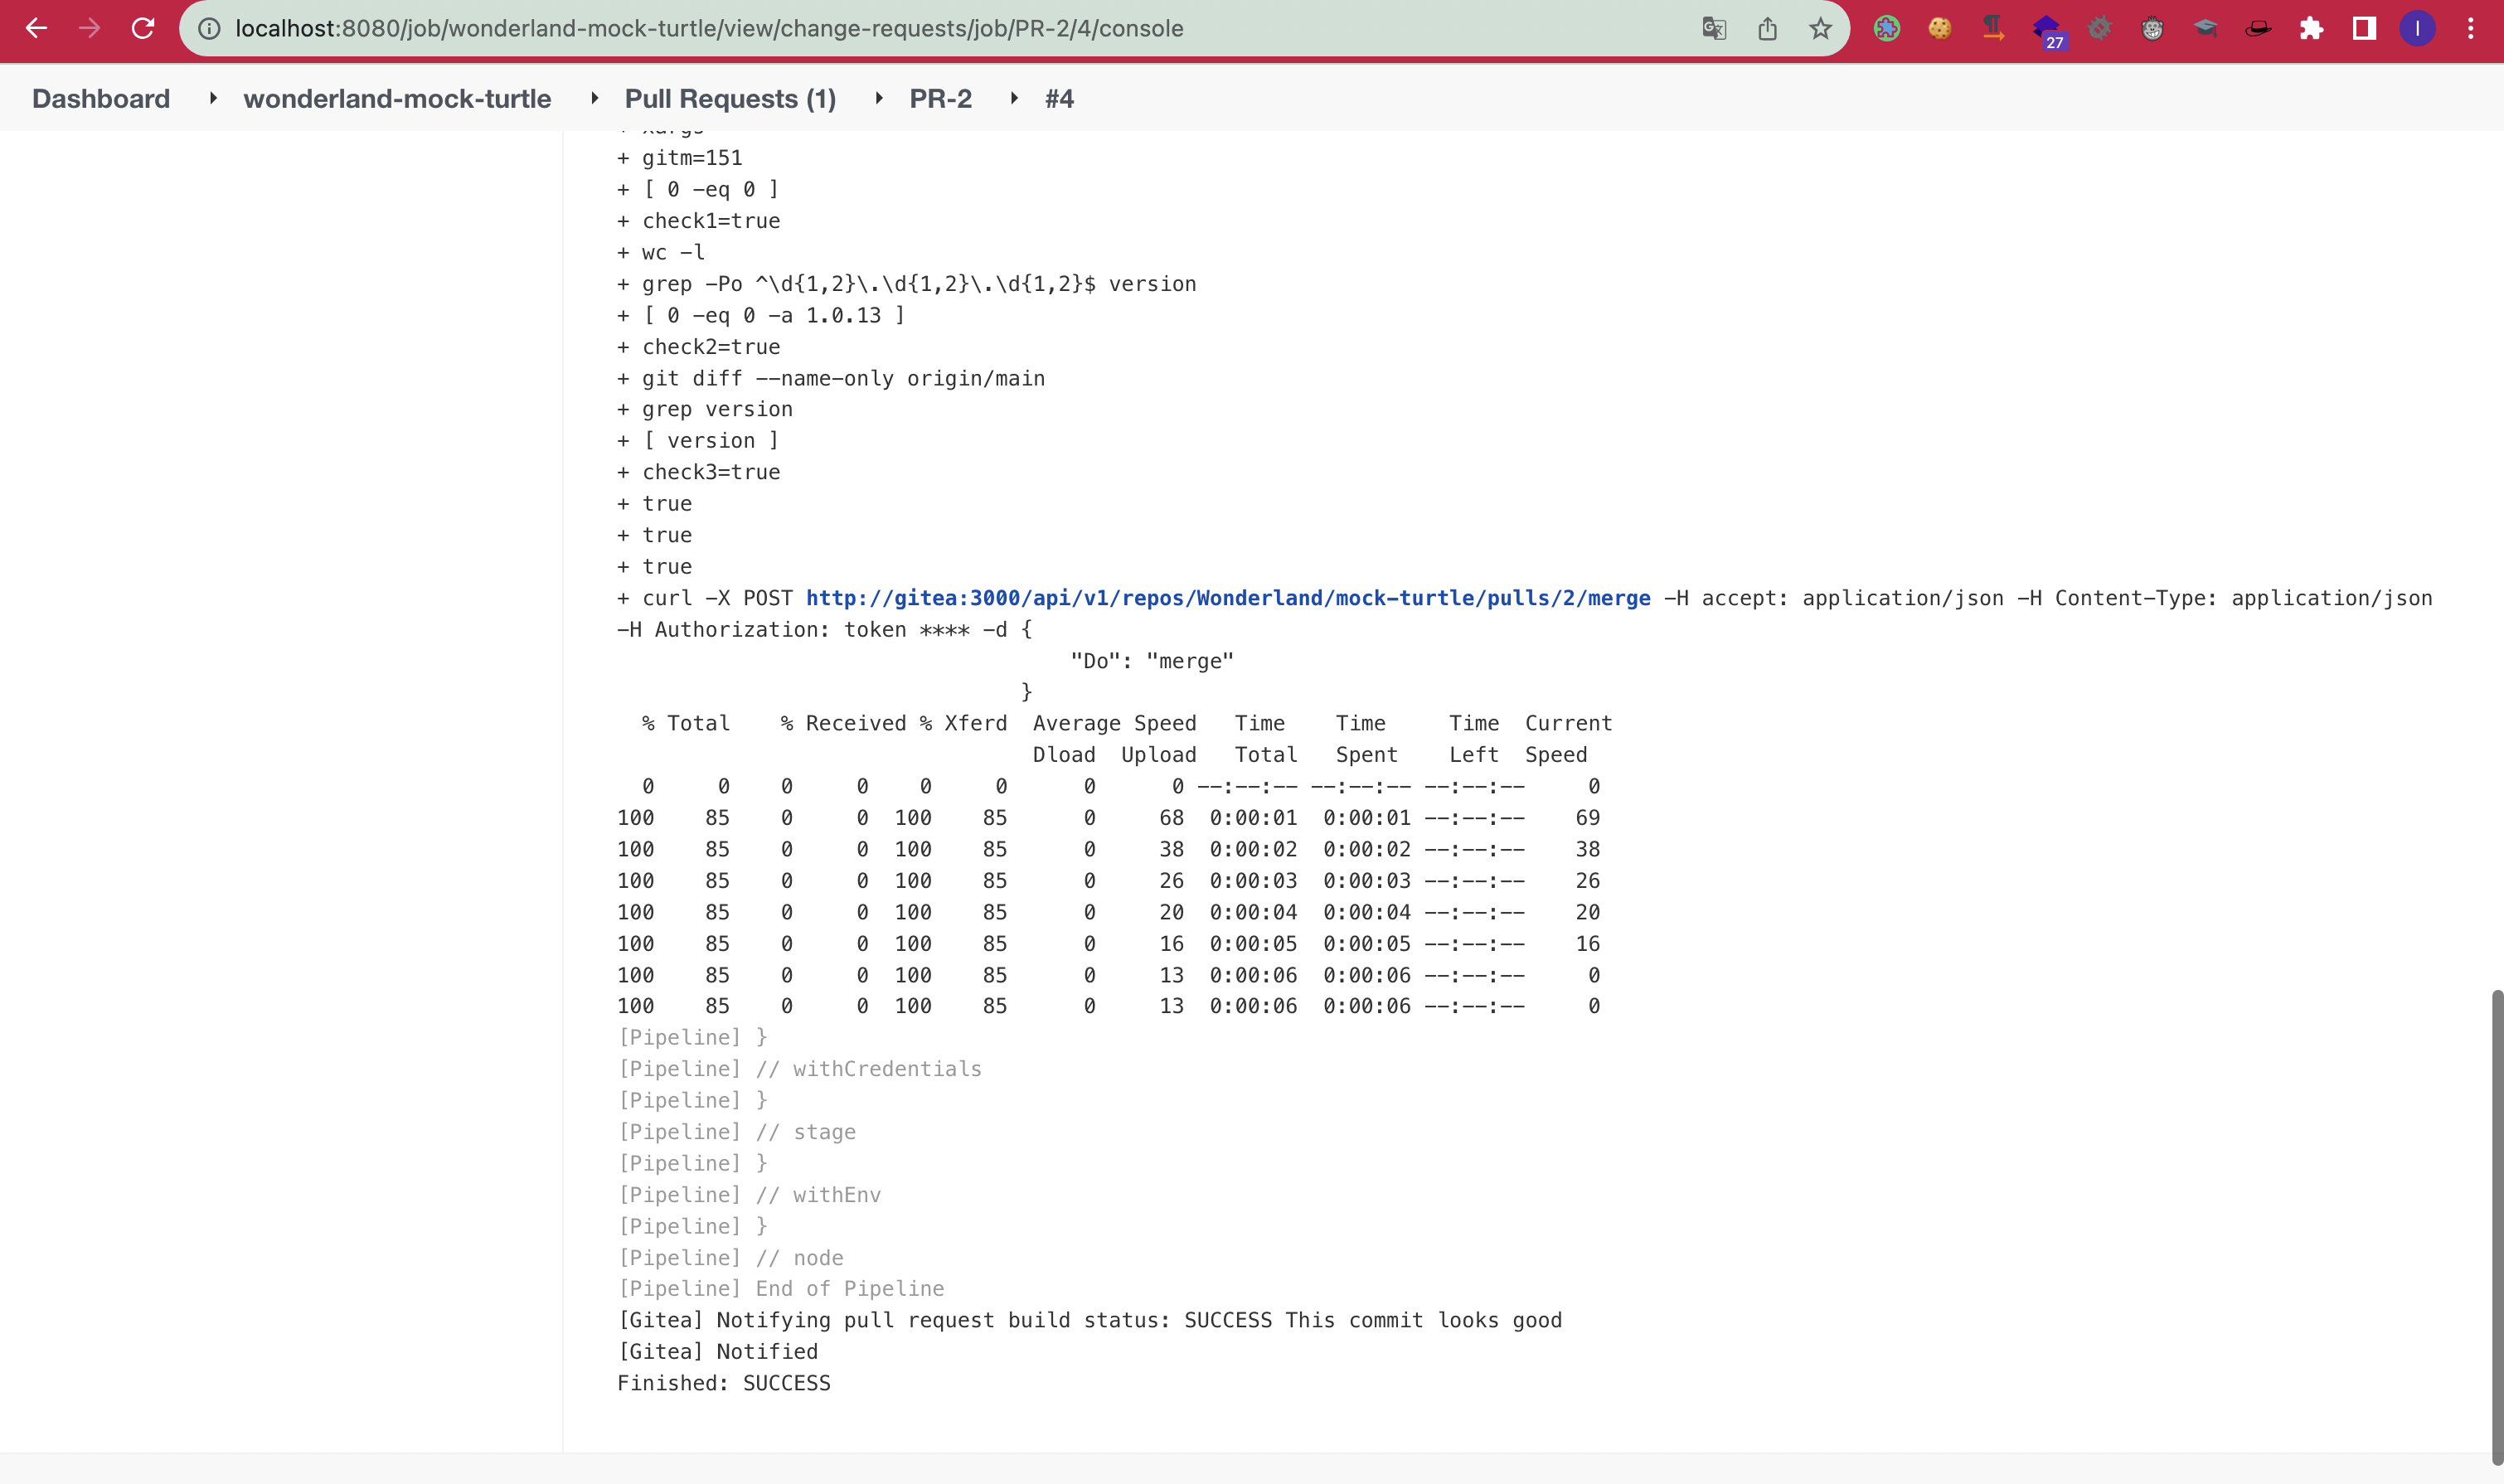 localhost:8080/job/wonderland-mock-turtle/view/change-requests/job/PR-2/4/console
27
I
Dashboard wonderland-mock-turtle Pull Requests (1) PR-2 #4
+ xargs
+ gitm=151
+ [ 0 -eq 0 ]
+ check1=true
+ wc -l
+ grep -Po ^\d{1,2}\.\d{1,2}\.\d{1,2}$ version
+ [ 0 -eq 0 -a 1.0.13 ]
+ check2=true
+ git diff --name-only origin/main
+ grep version
+ [ version ]
+ check3=true
+ true
+ true
+ true
+ curl -X POST http://gitea:3000/api/v1/repos/Wonderland/mock-turtle/pulls/2/merge -H accept: application/json -H Content-Type: application/json
-H Authorization: token **** -d {
"Do": "merge"
}
% Total % Received % Xferd Average Speed Time Time Time Current
Dload Upload Total Spent Left Speed
0 0 0 0 0 0 0 0 --:--:-- --:--:-- --:--:-- 0
100 85 0 0 100 85 0 68 0:00:01 0:00:01 --:--:-- 69
100 85 0 0 100 85 0 38 0:00:02 0:00:02 --:--:-- 38
100 85 0 0 100 85 0 26 0:00:03 0:00:03 --:--:-- 26
100 85 0 0 100 85 0 20 0:00:04 0:00:04 --:--:-- 20
100 85 0 0 100 85 0 16 0:00:05 0:00:05 --:--:-- 16
100 85 0 0 100 85 0 13 0:00:06 0:00:06 --:--:-- 0
100 85 0 0 100 85 0 13 0:00:06 0:00:06 --:--:-- 0
[Pipeline] }
[Pipeline] // withCredentials
[Pipeline] }
[Pipeline] // stage
[Pipeline] }
[Pipeline] // withEnv
[Pipeline] }
[Pipeline] // node
[Pipeline] End of Pipeline
[Gitea] Notifying pull request build status: SUCCESS This commit looks good
[Gitea] Notified
Finished: SUCCESS